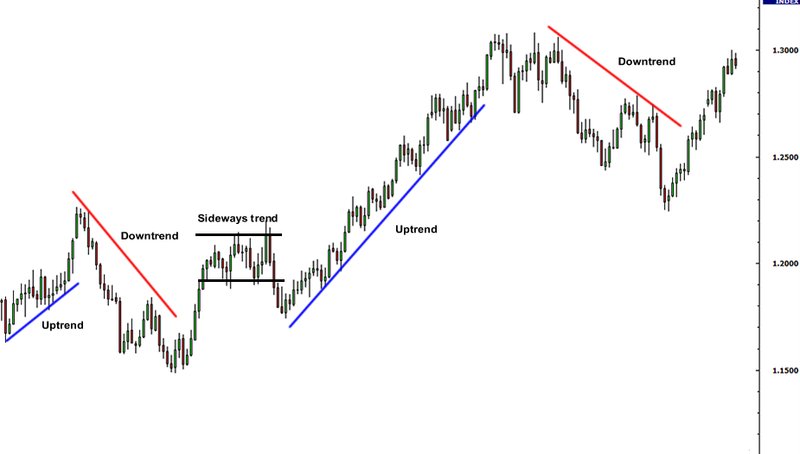 INDEX
1.3000
Downtrend
1.2500
Sideways trend
Downtrend
Uptrend
1.2000
Uptrend
1.1500